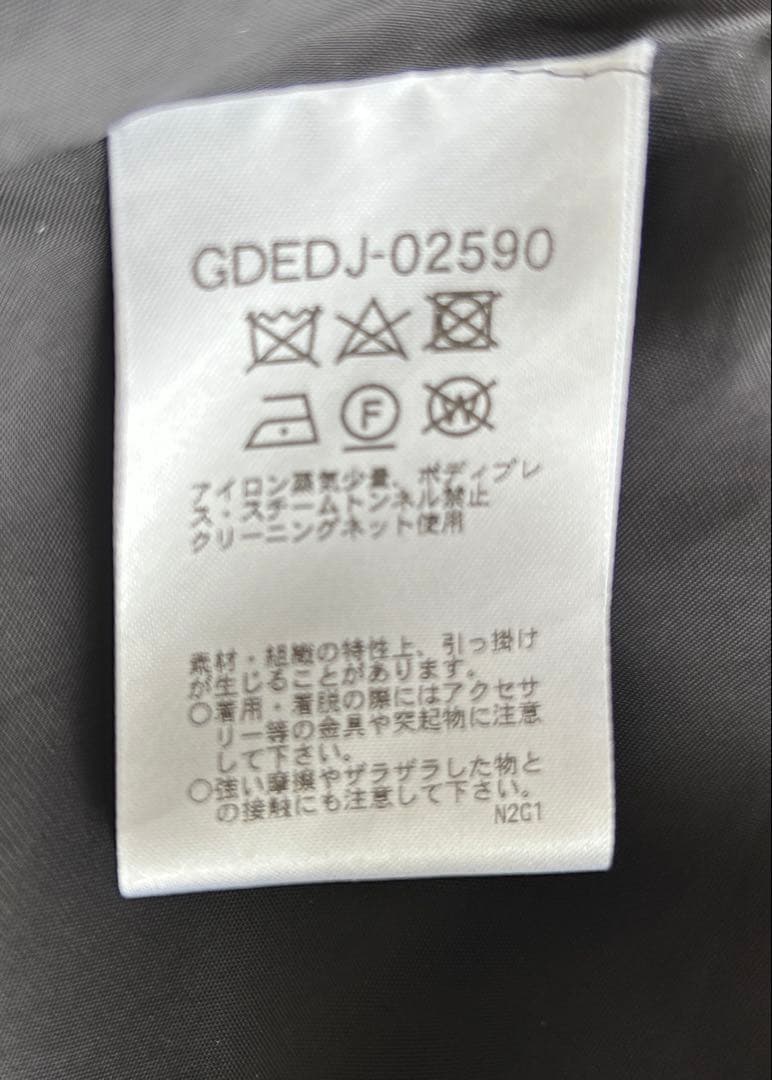 GDEDJ-02590
F
W
アイロン蒸気少量、ボディプレ
ス・スチームトンネル禁止
クリーニングネット使用
素材・組織の特性上、引っ掛け
が生じることがあります。
○着用・着脱の際にはアクセサ
リー等の金具や突起物に注意
して下さい。
○強い摩擦やザラザラした物と
の接触にも注意して下さい。
N2G1